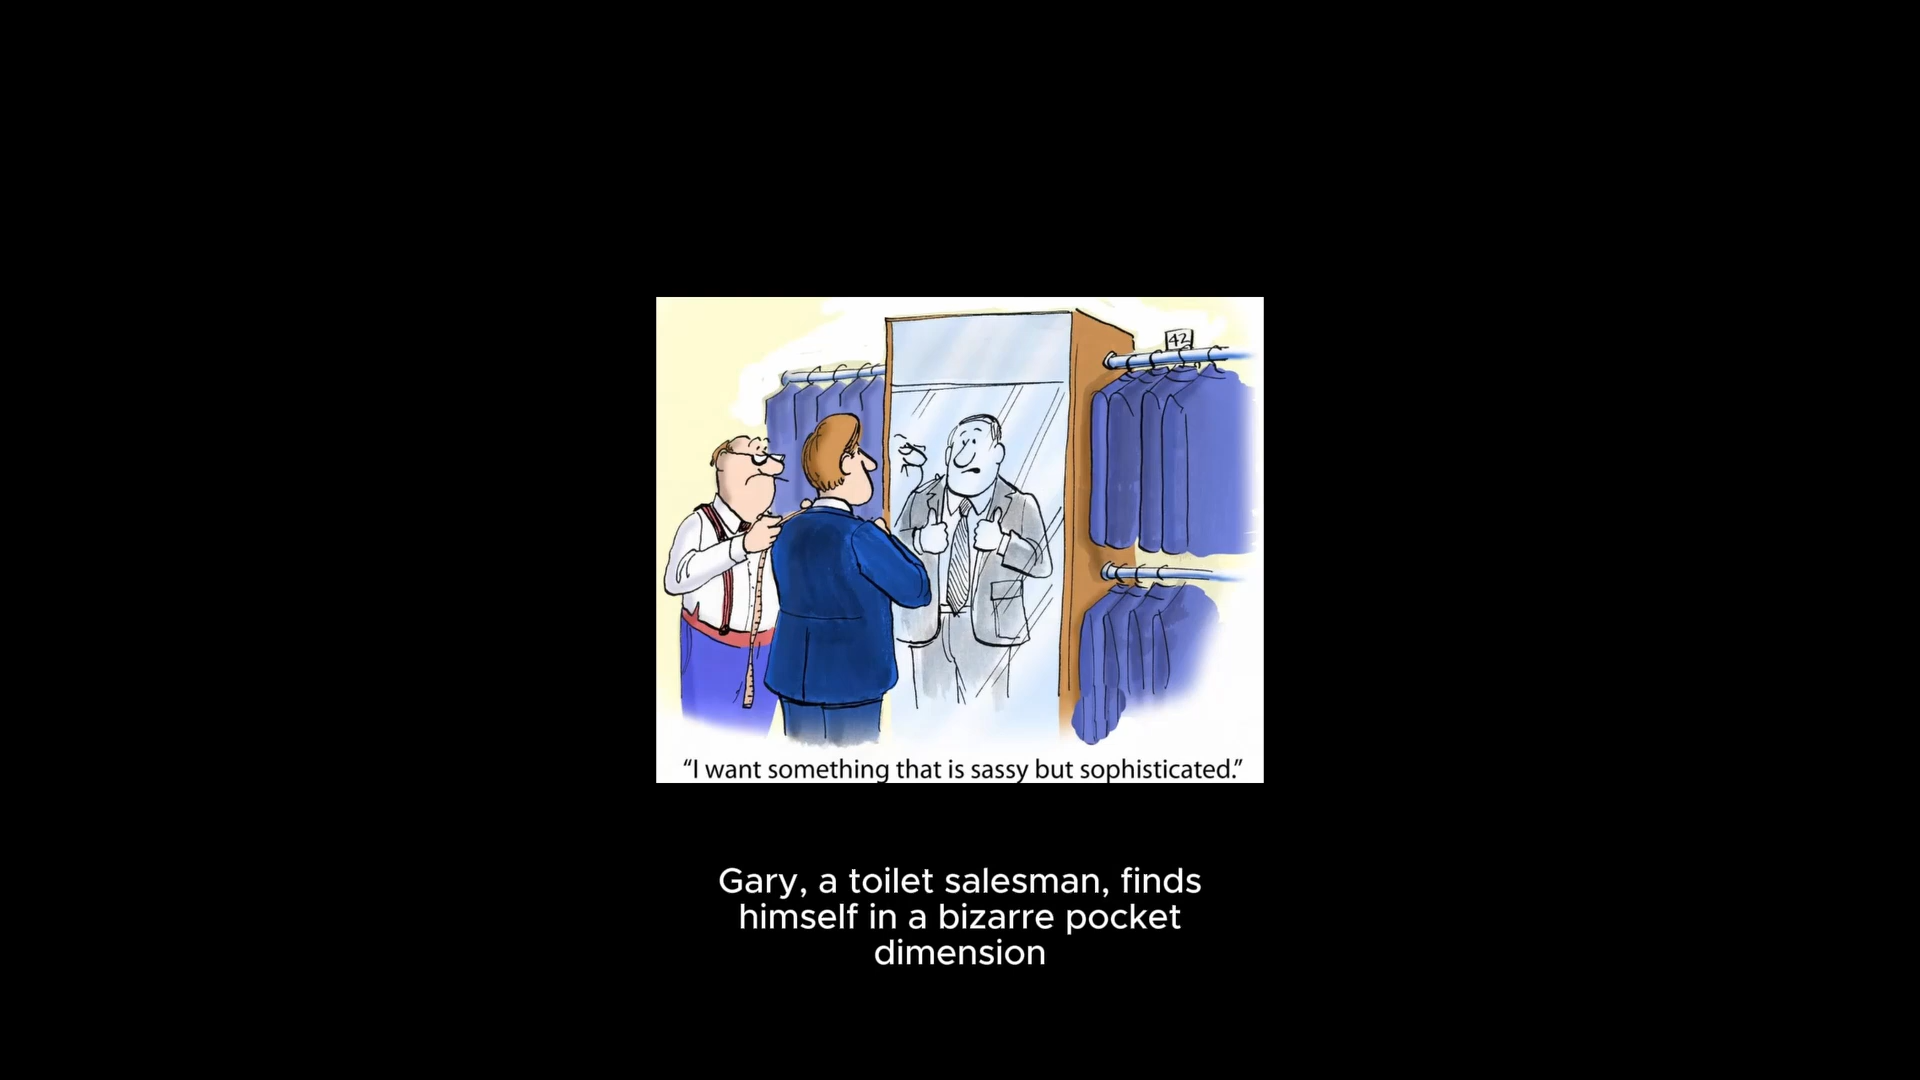 42
“I want something that is sassy but sophisticated.”
Gary, a toilet salesman, finds
himself in a bizarre pocket
dimension